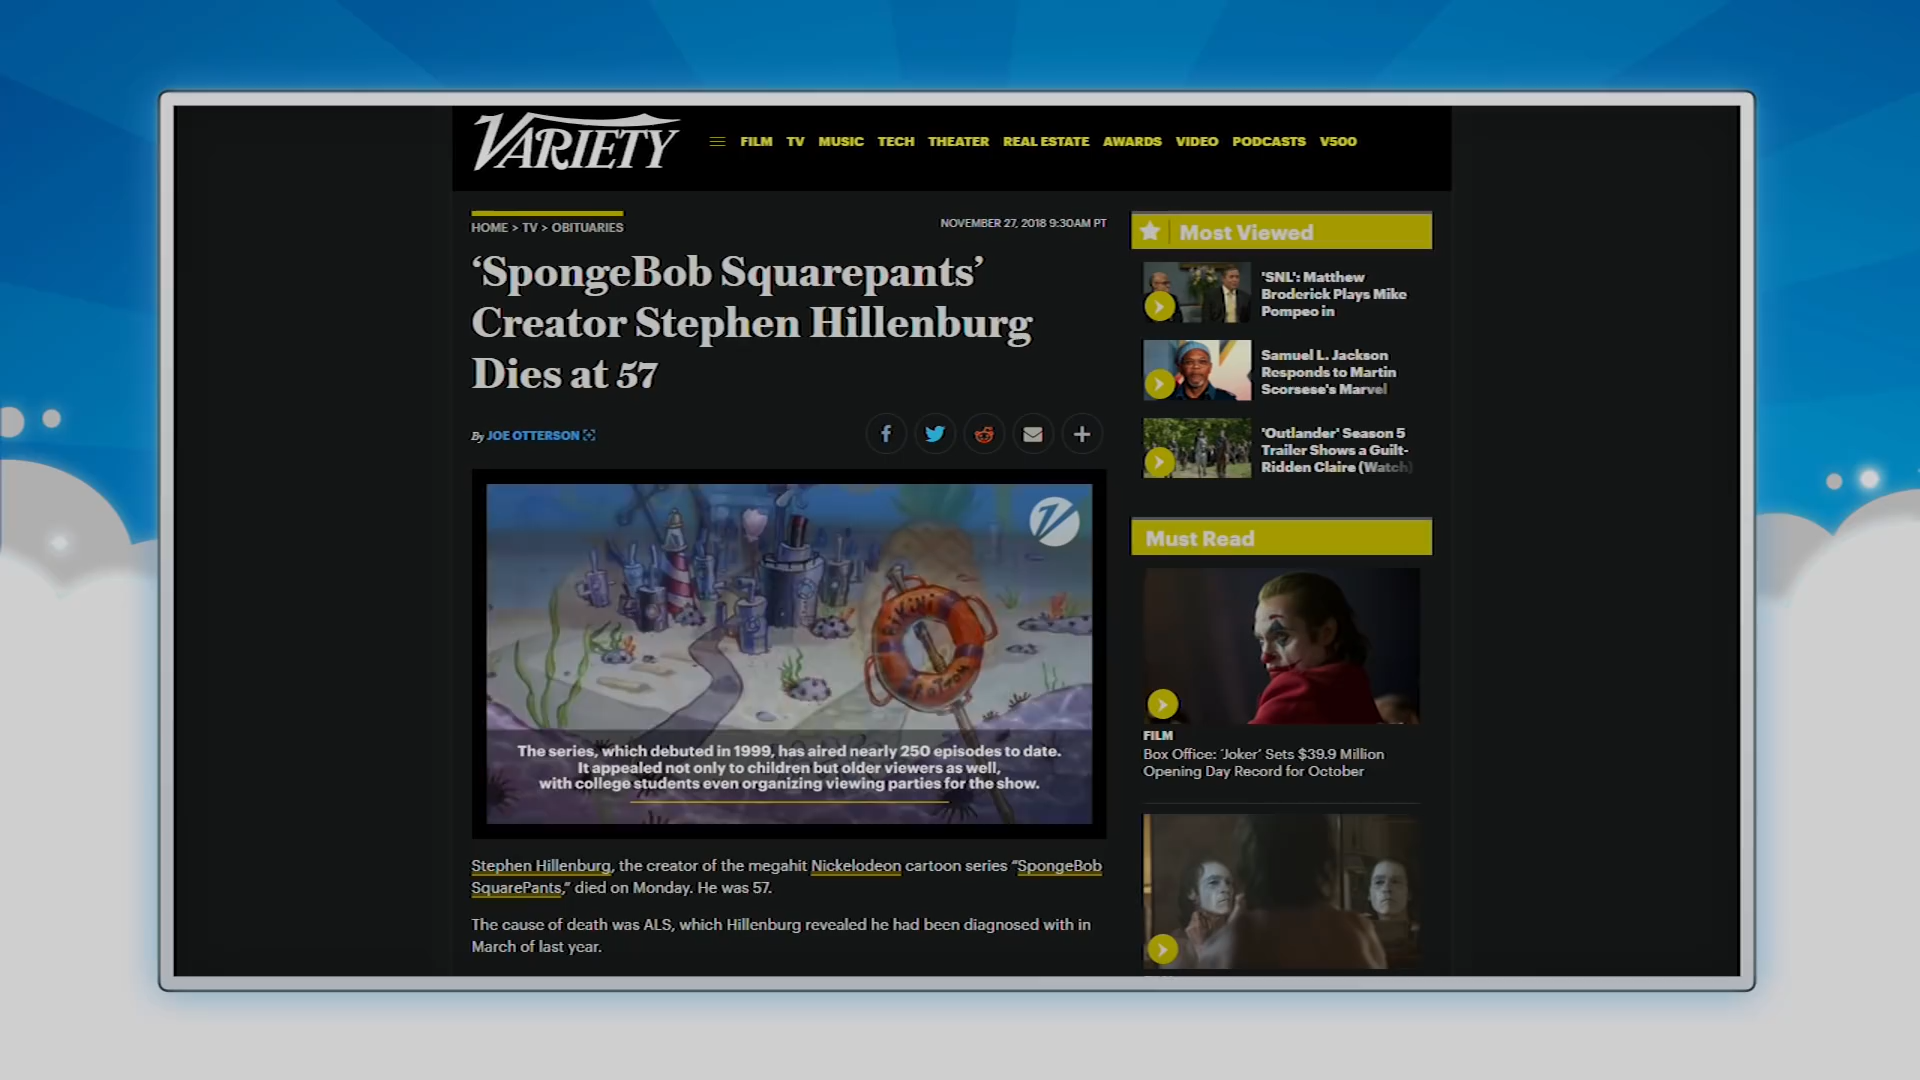 VARIETY
FILM TV MUSIC TECH THEATER REAL ESTATE AWARDS VIDEO PODCASTS V500
HOME > TV > OBITUARIES
NOVEMBER 27, 2018 9:30AM PT
‘SpongeBob Squarepants’
Creator Stephen Hillenburg
Dies at 57
By JOE OTTERSON
The series, which debuted in 1999, has aired nearly 250 episodes to date.
It appealed not only to children but older viewers as well,
with college students even organizing viewing parties for the show.
Stephen Hillenburg, the creator of the megahit Nickelodeon cartoon series “SpongeBob
SquarePants,” died on Monday. He was 57.
The cause of death was ALS, which Hillenburg revealed he had been diagnosed with in
March of last year.
Most Viewed
'SNL': Matthew
Broderick Plays Mike
Pompeo in
Samuel L. Jackson
Responds to Martin
Scorsese's Marvel
'Outlander' Season 5
Trailer Shows a Guilt-
Ridden Claire (Watch)
Must Read
FILM
Box Office: ‘Joker’ Sets $39.9 Million
Opening Day Record for October